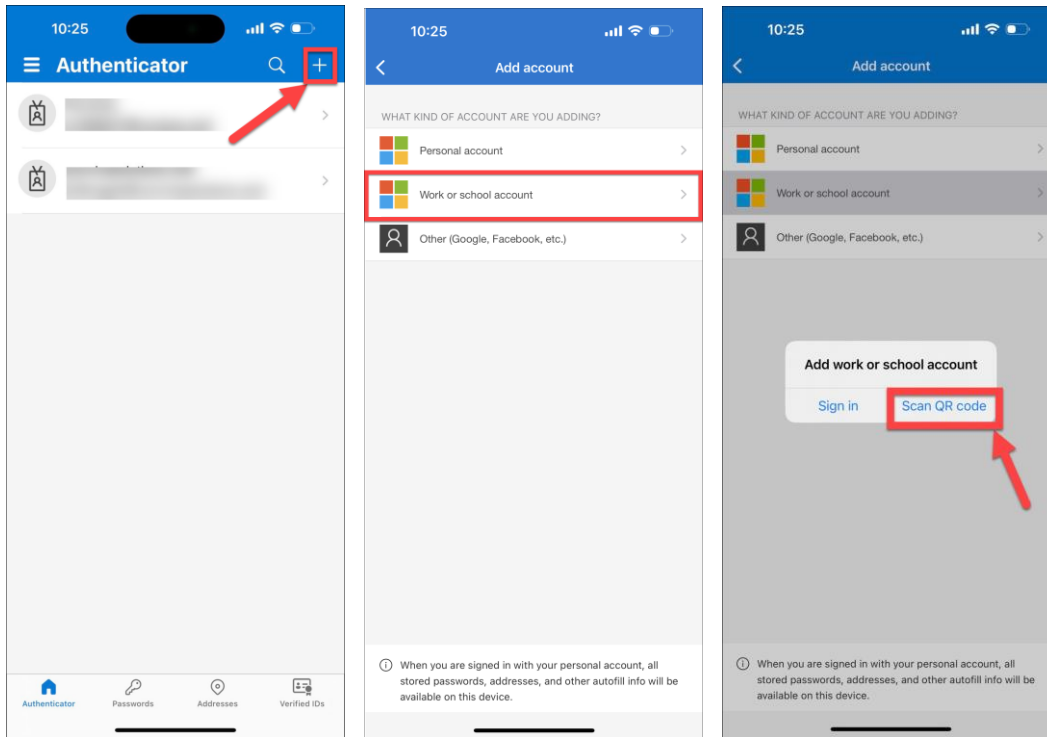 10:25
Authenticator
Authenticator
Passwords
Addresses
Verified IDs
10:25
Add account
WHAT KIND OF ACCOUNT ARE YOU ADDING?
Personal account
Work or school account
Other (Google, Facebook, etc.)
When you are signed in with your personal account, all
stored passwords, addresses, and other autofill info will be
available on this device.
10:25
Add account
WHAT KIND OF ACCOUNT ARE YOU ADDING?
Personal account
Work or school account
Other (Google, Facebook, etc.)
Add work or school account
Sign in
Scan QR code
When you are signed in with your personal account, all
stored passwords, addresses, and other autofill info will be
available on this device.